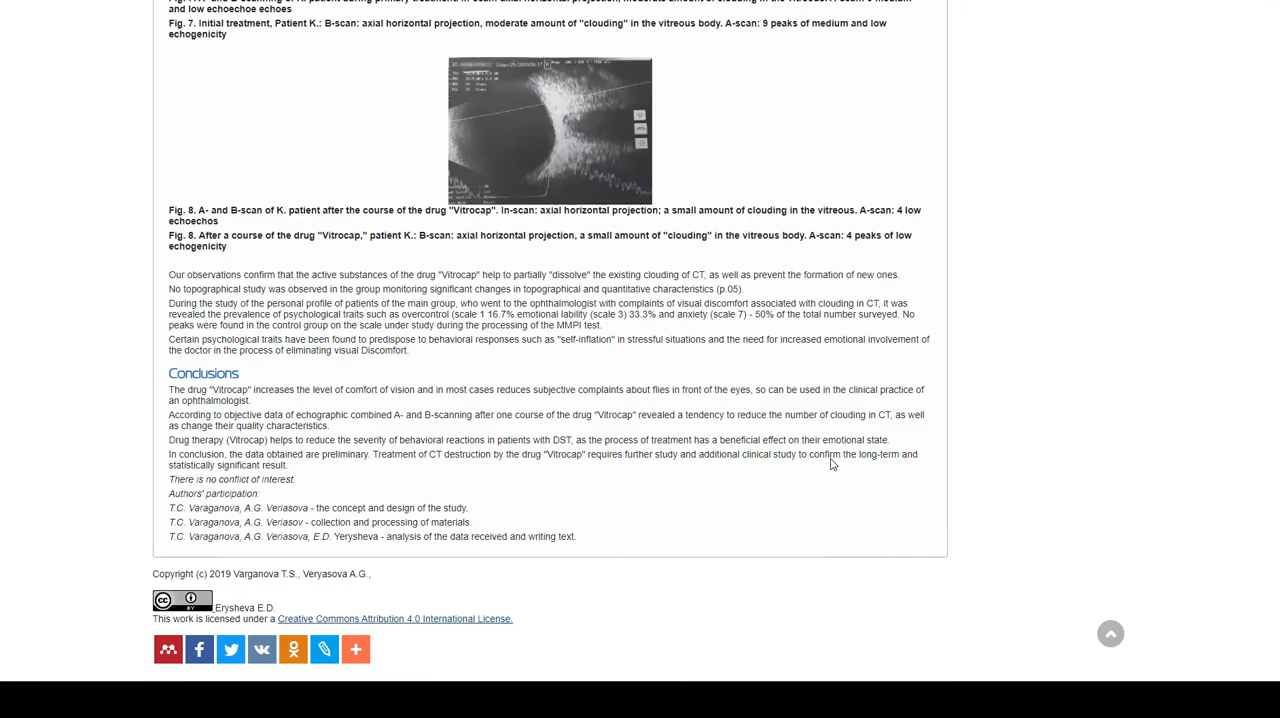 and low echoechoe echoes
Fig. 7. Initial treatment, Patient K.: B-scan: axial horizontal projection, moderate amount of "clouding" in the vitreous body. A-scan: 9 peaks of medium and low
echogenicity
Fig. 8. A- and B-scan of K. patient after the course of the drug "Vitrocap". In-scan: axial horizontal projection; a small amount of clouding in the vitreous. A-scan: 4 low
echoechos
Fig. 8. After a course of the drug "Vitrocap," patient K.: B-scan: axial horizontal projection, a small amount of "clouding" in the vitreous body. A-scan: 4 peaks of low
echogenicity
Our observations confirm that the active substances of the drug "Vitrocap" help to partially "dissolve" the existing clouding of CT, as well as prevent the formation of new ones.
No topographical study was observed in the group monitoring significant changes in topographical and quantitative characteristics (p.05).
During the study of the personal profile of patients of the main group, who went to the ophthalmologist with complaints of visual discomfort associated with clouding in CT, it was
revealed the prevalence of psychological traits such as overcontrol (scale 1 16.7% emotional lability (scale 3) 33.3% and anxiety (scale 7) - 50% of the total number surveyed. No
peaks were found in the control group on the scale under study during the processing of the MMPI test.
Certain psychological traits have been found to predispose to behavioral responses such as "self-inflation" in stressful situations and the need for increased emotional involvement of
the doctor in the process of eliminating visual Discomfort.
Conclusions
The drug "Vitrocap" increases the level of comfort of vision and in most cases reduces subjective complaints about flies in front of the eyes, so can be used in the clinical practice of
an ophthalmologist.
According to objective data of echographic combined A- and B-scanning after one course of the drug "Vitrocap" revealed a tendency to reduce the number of clouding in CT, as well
as change their quality characteristics.
Drug therapy (Vitrocap) helps to reduce the severity of behavioral reactions in patients with DST, as the process of treatment has a beneficial effect on their emotional state.
In conclusion, the data obtained are preliminary. Treatment of CT destruction by the drug "Vitrocap" requires further study and additional clinical study to confirm the long-term and
statistically significant result.
There is no conflict of interest.
Authors' participation:
T.C. Varaganova, A.G. Veriasova - the concept and design of the study.
T.C. Varaganova, A.G. Veriasov - collection and processing of materials.
T.C. Varaganova, A.G. Veriasova, E.D. Yerysheva - analysis of the data received and writing text.
Copyright (c) 2019 Varganova T.S., Veryasova A.G.,
cc BY Erysheva E.D.
This work is licensed under a Creative Commons Attribution 4.0 International License.